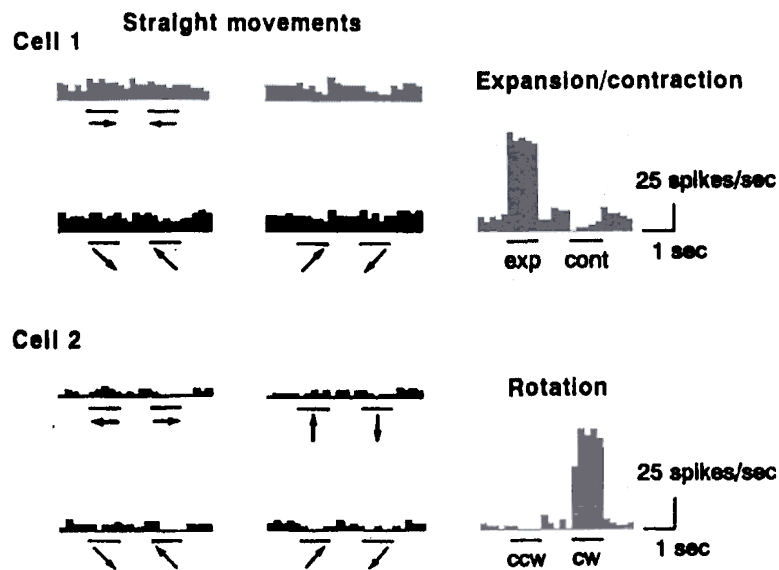 Straight movements
Cell 1
Expansion/contraction
25 spikes/sec
1 sec
exp cont
Cell 2
Rotation
25 spikes/sec
1 sec
ccw cw